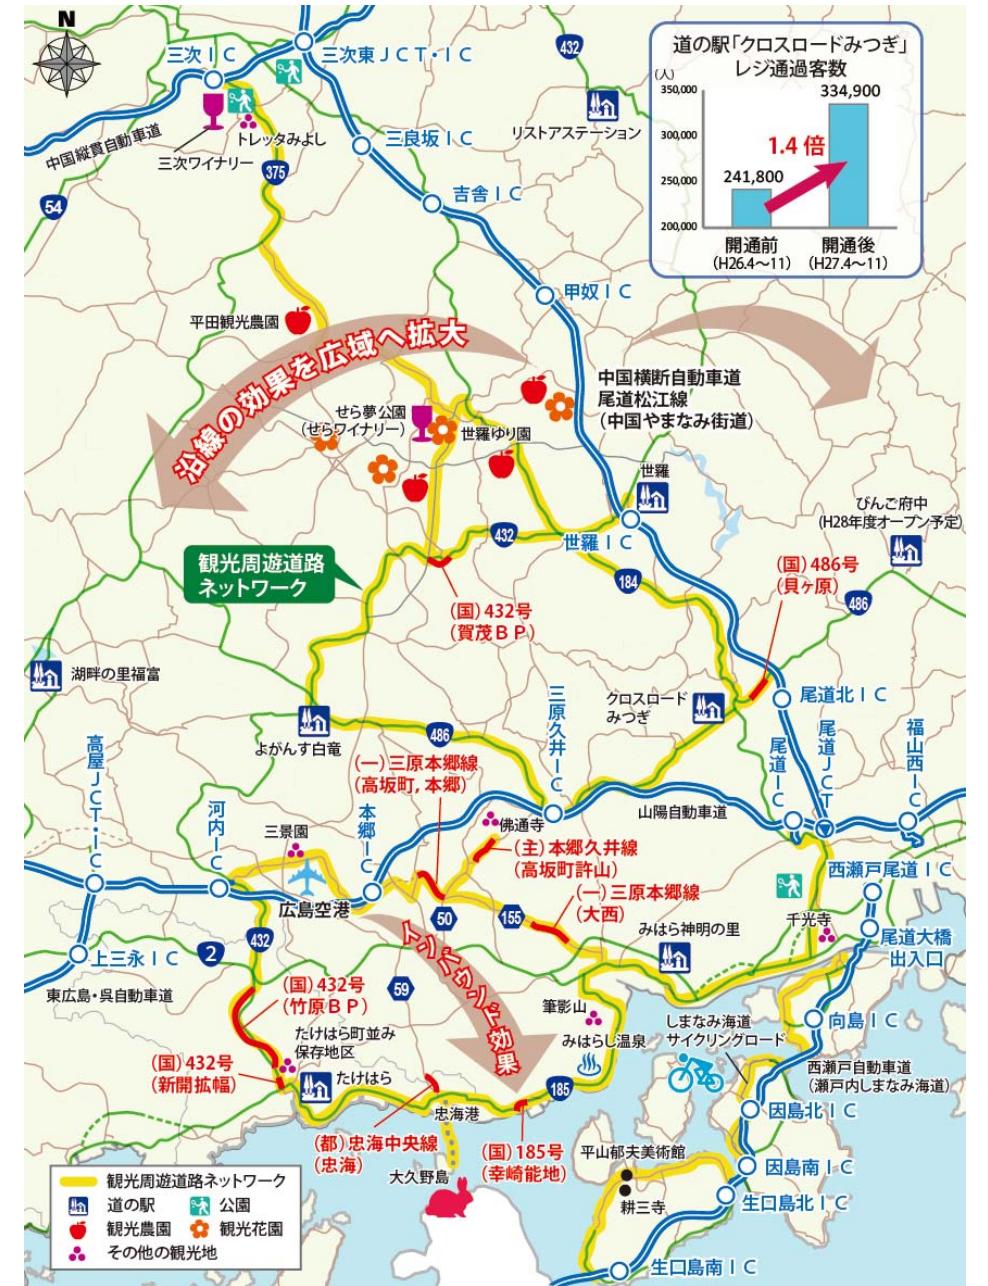 N
三次IC
三次東JCT・IC
432
道の駅「クロスロードみつぎ」
レジ通過客数
(人)
350,000
300,000
250,000
200,000
334,900
241,800
1.4倍
開通前
(H26.4〜11)
開通後
(H27.4〜11)
リストアステーション
トレッタみよし
三次ワイナリー
中国縦貫自動車道
三良坂IC
375
54
吉舎IC
甲奴IC
平田観光農園
沿線の効果を広域へ拡大
中国横断自動車道
尾道松江線
(中国やまなみ街道)
せら夢公園
(せらワイナリー)
世羅ゆり園
世羅
びんご府中
(H28年度オープン予定)
432
世羅IC
観光周遊道路
ネットワーク
184
(国)486号
(貝ヶ原)
486
(国)432号
(賀茂BP)
湖畔の里福富
クロスロード
みつぎ
尾道北IC
三原久井IC
尾道JCT
尾道IC
福山西IC
よがんす白竜
486
高屋JCT・IC
(一)三原本郷線
(高坂町,本郷)
河内IC
本郷IC
山陽自動車道
三景園
佛通寺
(主)本郷久井線
(高坂町許山)
西瀬戸尾道IC
広島空港
(一)三原本郷線
(大西)
50
155
千光寺
尾道大橋
出入口
みはら神明の里
432
2
上三永IC
インバウンド効果
59
東広島・呉自動車道
(国)432号
(竹原BP)
筆影山
向島IC
しまなみ海道
サイクリングロード
たけはら町並み
保存地区
みはらし温泉
西瀬戸自動車道
(瀬戸内しまなみ海道)
(国)432号
(新開拡幅)
たけはら
185
忠海港
因島北IC
(都)忠海中央線
(忠海)
(国)185号
(幸崎能地)
平山郁夫美術館
因島南IC
大久野島
耕三寺
生口島北IC
生口島南IC
観光周遊道路ネットワーク
道の駅
公園
観光農園
観光花園
その他の観光地